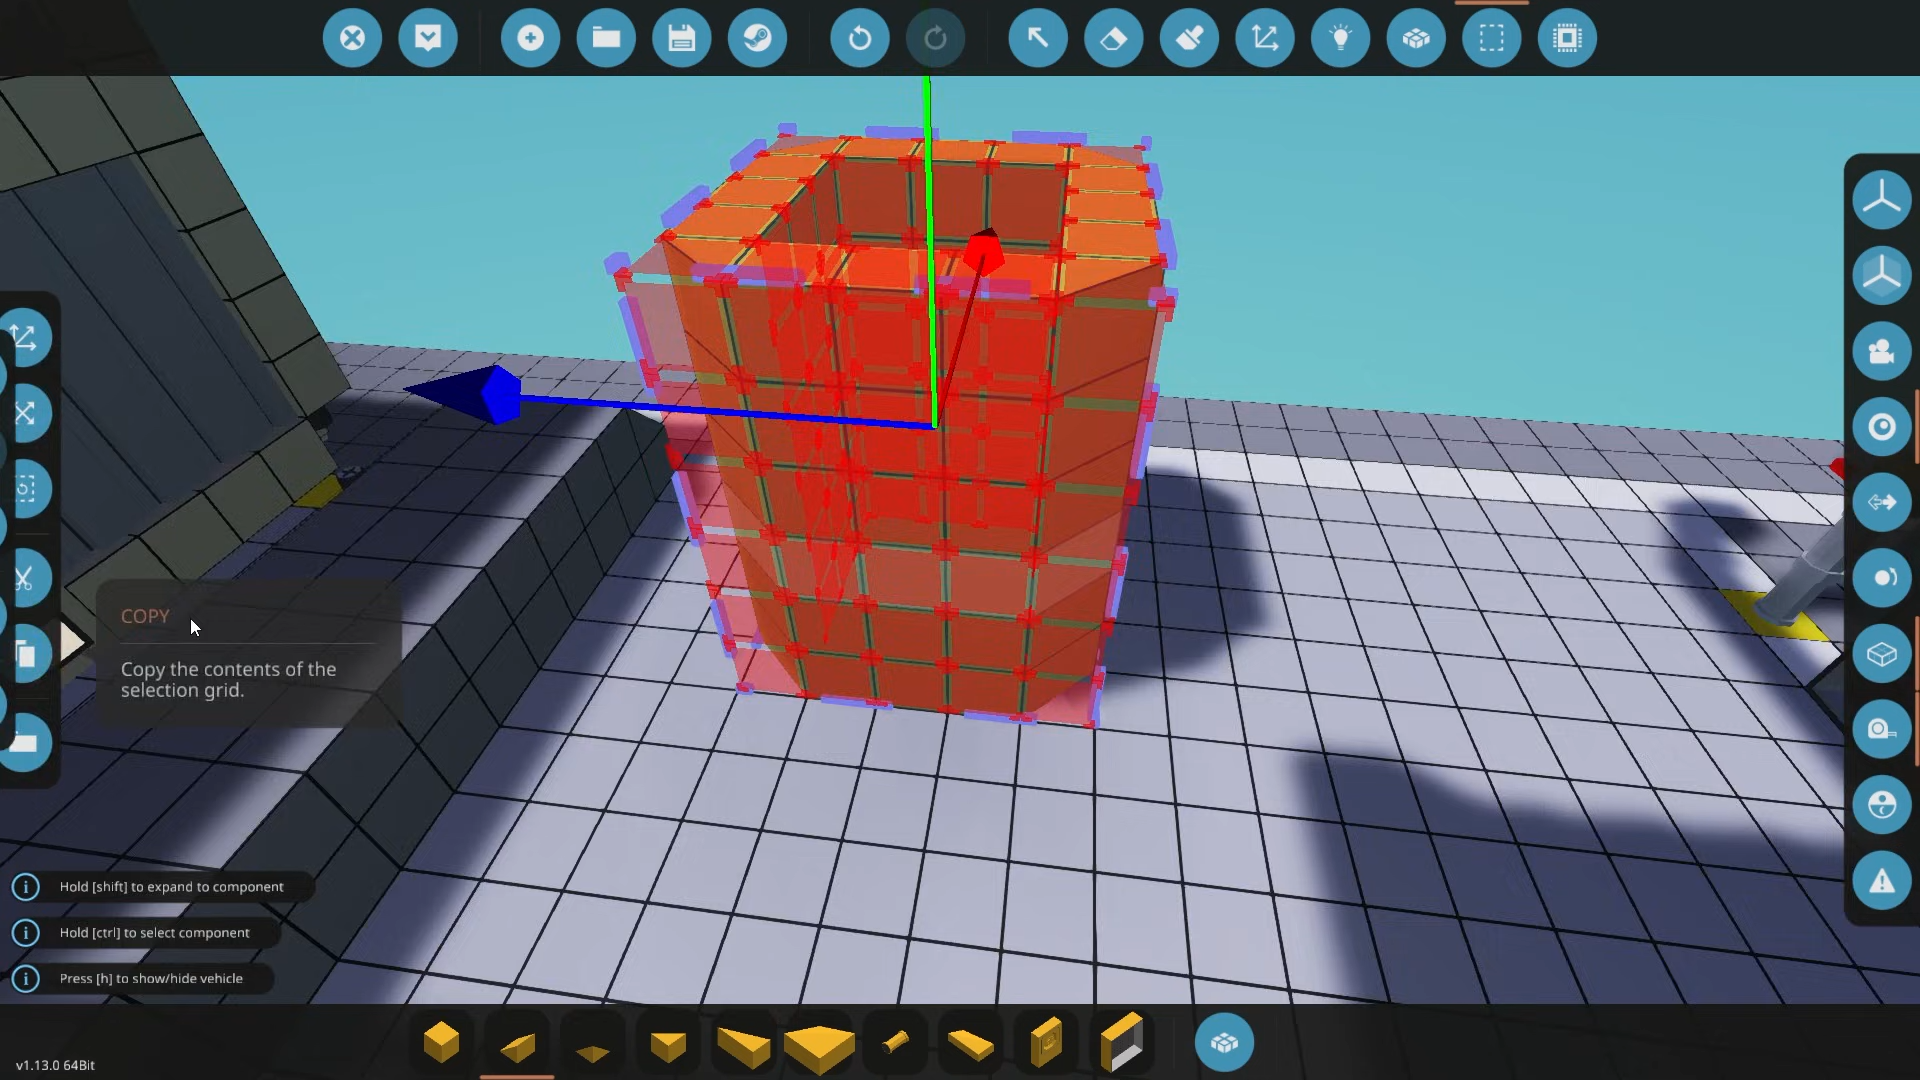 COPY
Copy the contents of the
selection grid.
Hold [shift] to expand to component
Hold [ctrl] to select component
Press [h] to show/hide vehicle
v1.13.0 64Bit